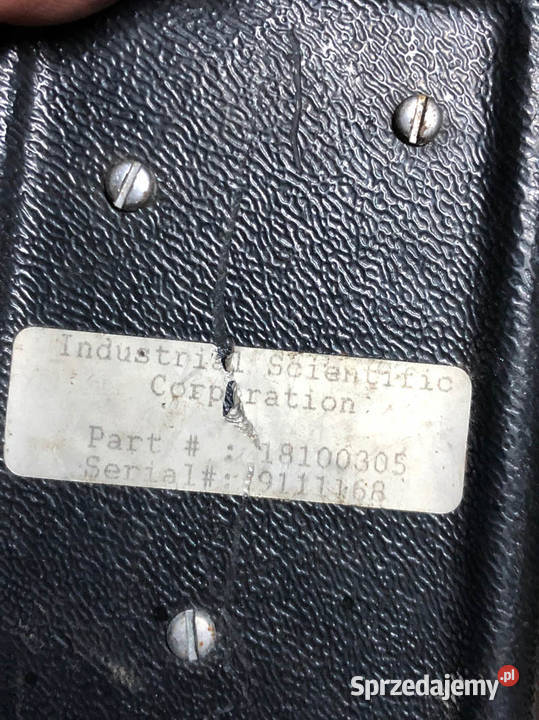 Industrial Scientific
Corporation
Part # : 18100305
Serial#: 9111168
Sprzedajemy.pl